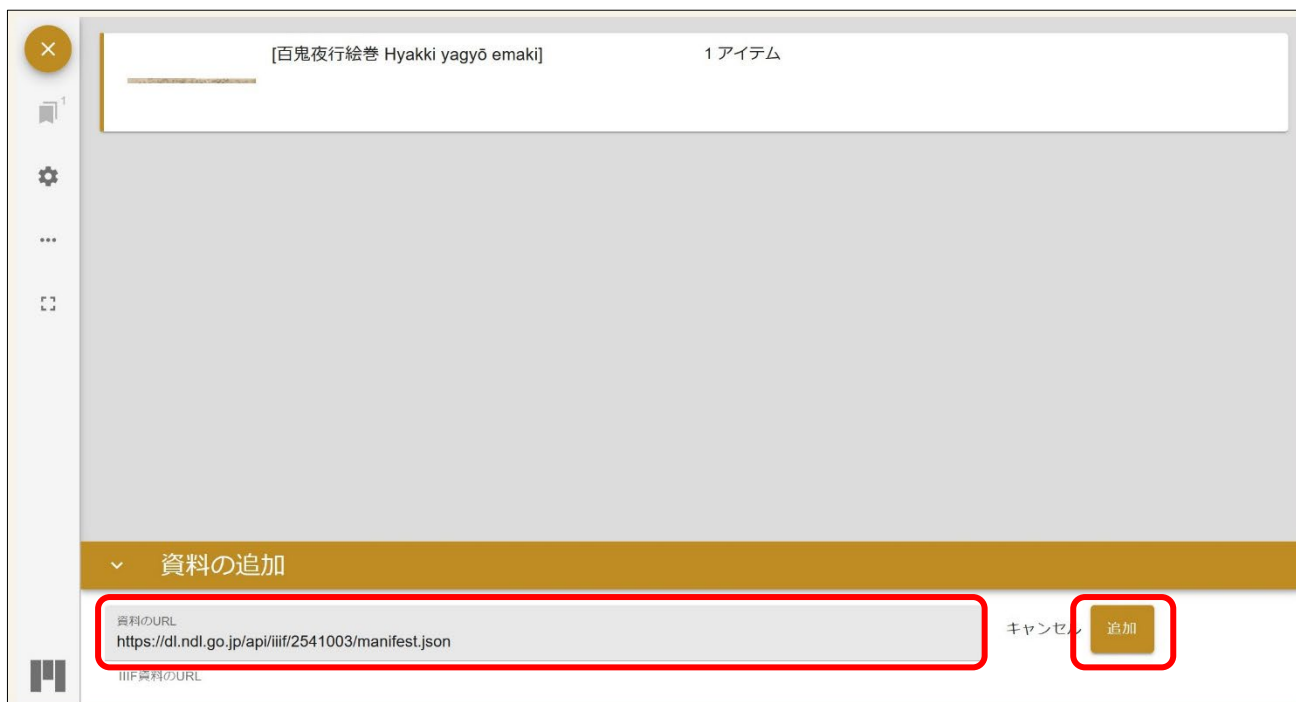 [百鬼夜行絵巻 Hyakki yagyō emaki]
1 アイテム
1
資料の追加
資料のURL
https://dl.ndl.go.jp/api/iiif/2541003/manifest.json
キャンセル
追加
IIIF資料のURL